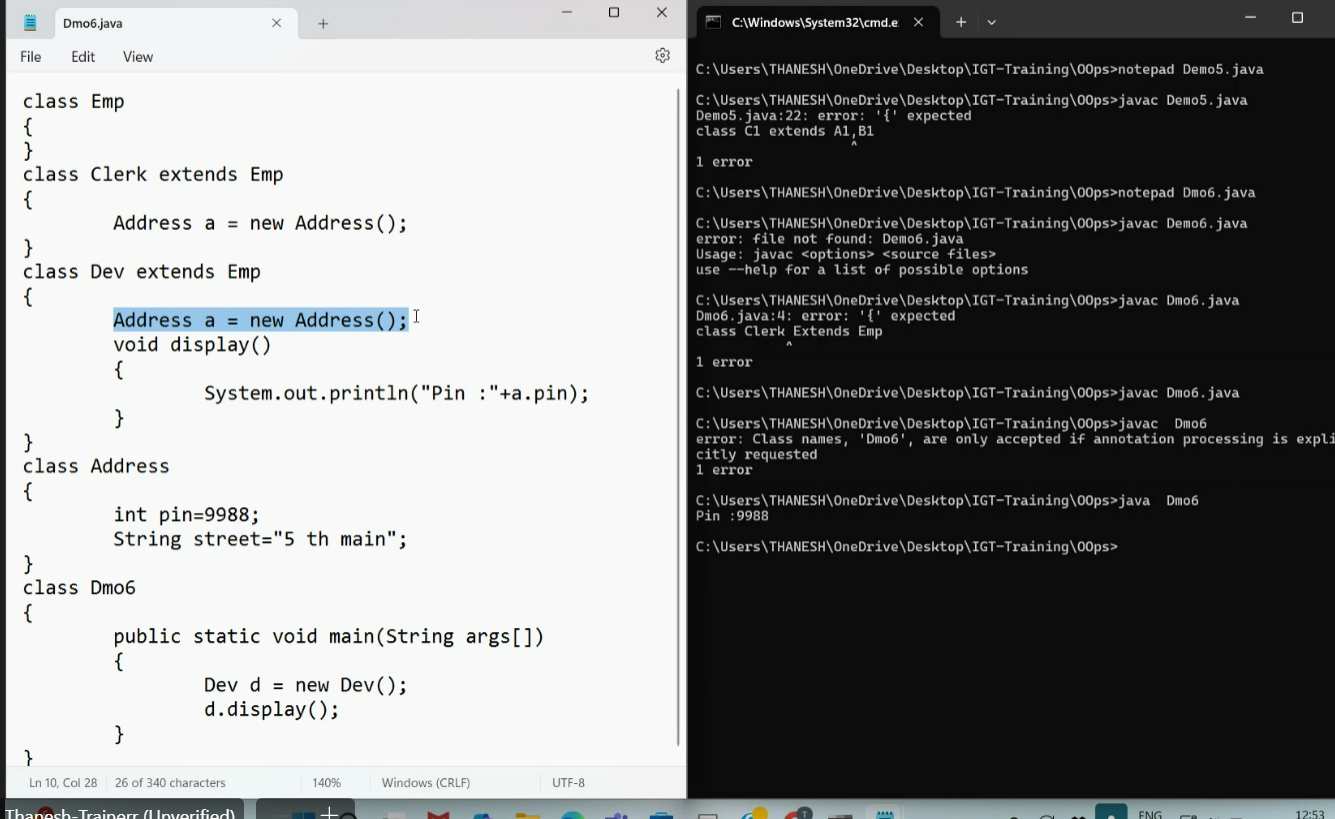 Dmo6.java
File Edit View
class Emp
{
}
class Clerk extends Emp
{
Address a = new Address();
}
class Dev extends Emp
{
Address a = new Address();
void display()
{
System.out.println("Pin :"+a.pin);
}
}
class Address
{
int pin=9988;
String street="5 th main";
}
class Dmo6
{
public static void main(String args[])
{
Dev d = new Dev();
d.display();
}
}
Ln 10, Col 28 26 of 340 characters 140% Windows (CRLF) UTF-8
C:\Windows\System32\cmd.e
C:\Users\THANESH\OneDrive\Desktop\IGT-Training\OOps>notepad Demo5.java
C:\Users\THANESH\OneDrive\Desktop\IGT-Training\OOps>javac Demo5.java
Demo5.java:22: error: '{' expected
class C1 extends A1,B1
^
1 error
C:\Users\THANESH\OneDrive\Desktop\IGT-Training\OOps>notepad Dmo6.java
C:\Users\THANESH\OneDrive\Desktop\IGT-Training\OOps>javac Demo6.java
error: file not found: Demo6.java
Usage: javac <options> <source files>
use --help for a list of possible options
C:\Users\THANESH\OneDrive\Desktop\IGT-Training\OOps>javac Dmo6.java
Dmo6.java:4: error: '{' expected
class Clerk Extends Emp
^
1 error
C:\Users\THANESH\OneDrive\Desktop\IGT-Training\OOps>javac Dmo6.java
C:\Users\THANESH\OneDrive\Desktop\IGT-Training\OOps>javac  Dmo6
error: Class names, 'Dmo6', are only accepted if annotation processing is expli
citly requested
1 error
C:\Users\THANESH\OneDrive\Desktop\IGT-Training\OOps>java  Dmo6
Pin :9988
C:\Users\THANESH\OneDrive\Desktop\IGT-Training\OOps>
Thanesh-Trainerr (Unverified)
ENG
12:53